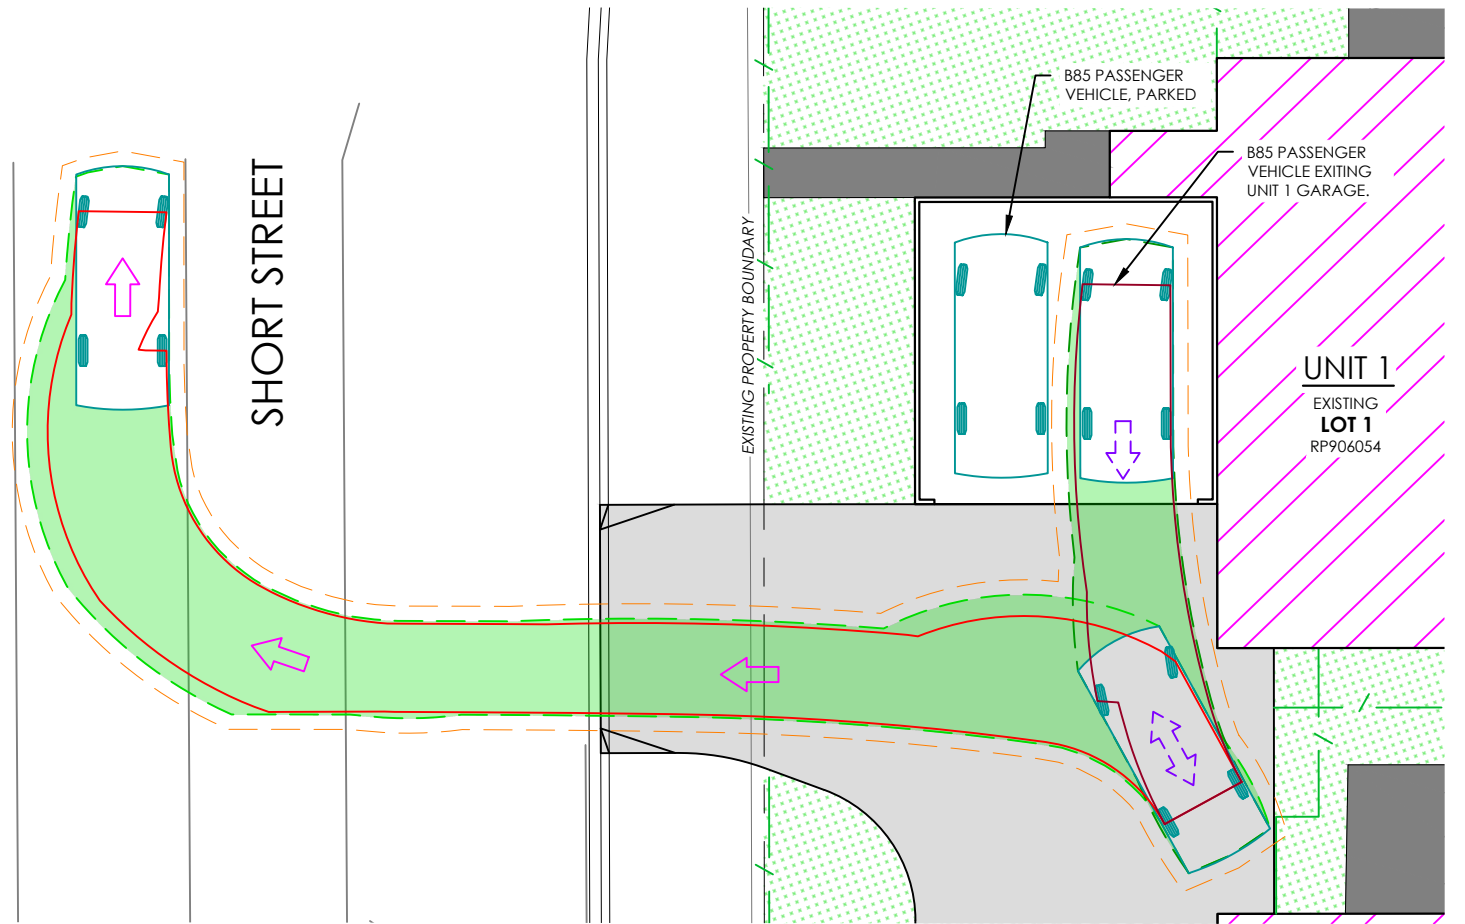 B85 PASSENGER
VEHICLE, PARKED
B85 PASSENGER
VEHICLE EXITING
UNIT 1 GARAGE.
SHORT STREET
EXISTING PROPERTY BOUNDARY
UNIT 1
EXISTING
LOT 1
RP906054